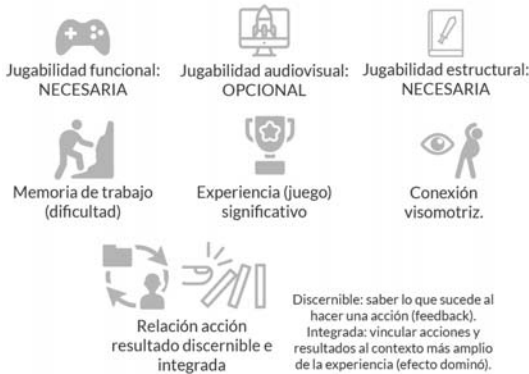 Jugabilidad funcional:
NECESARIA
Jugabilidad audiovisual:
OPCIONAL
Jugabilidad estructural:
NECESARIA
Memoria de trabajo
(dificultad)
Experiencia (juego)
significativo
Conexión
visomotriz.
Relación acción
resultado discernible e
integrada
Discernible: saber lo que sucede al
hacer una acción (feedback).
Integrada: vincular acciones y
resultados al contexto más amplio
de la experiencia (efecto dominó).